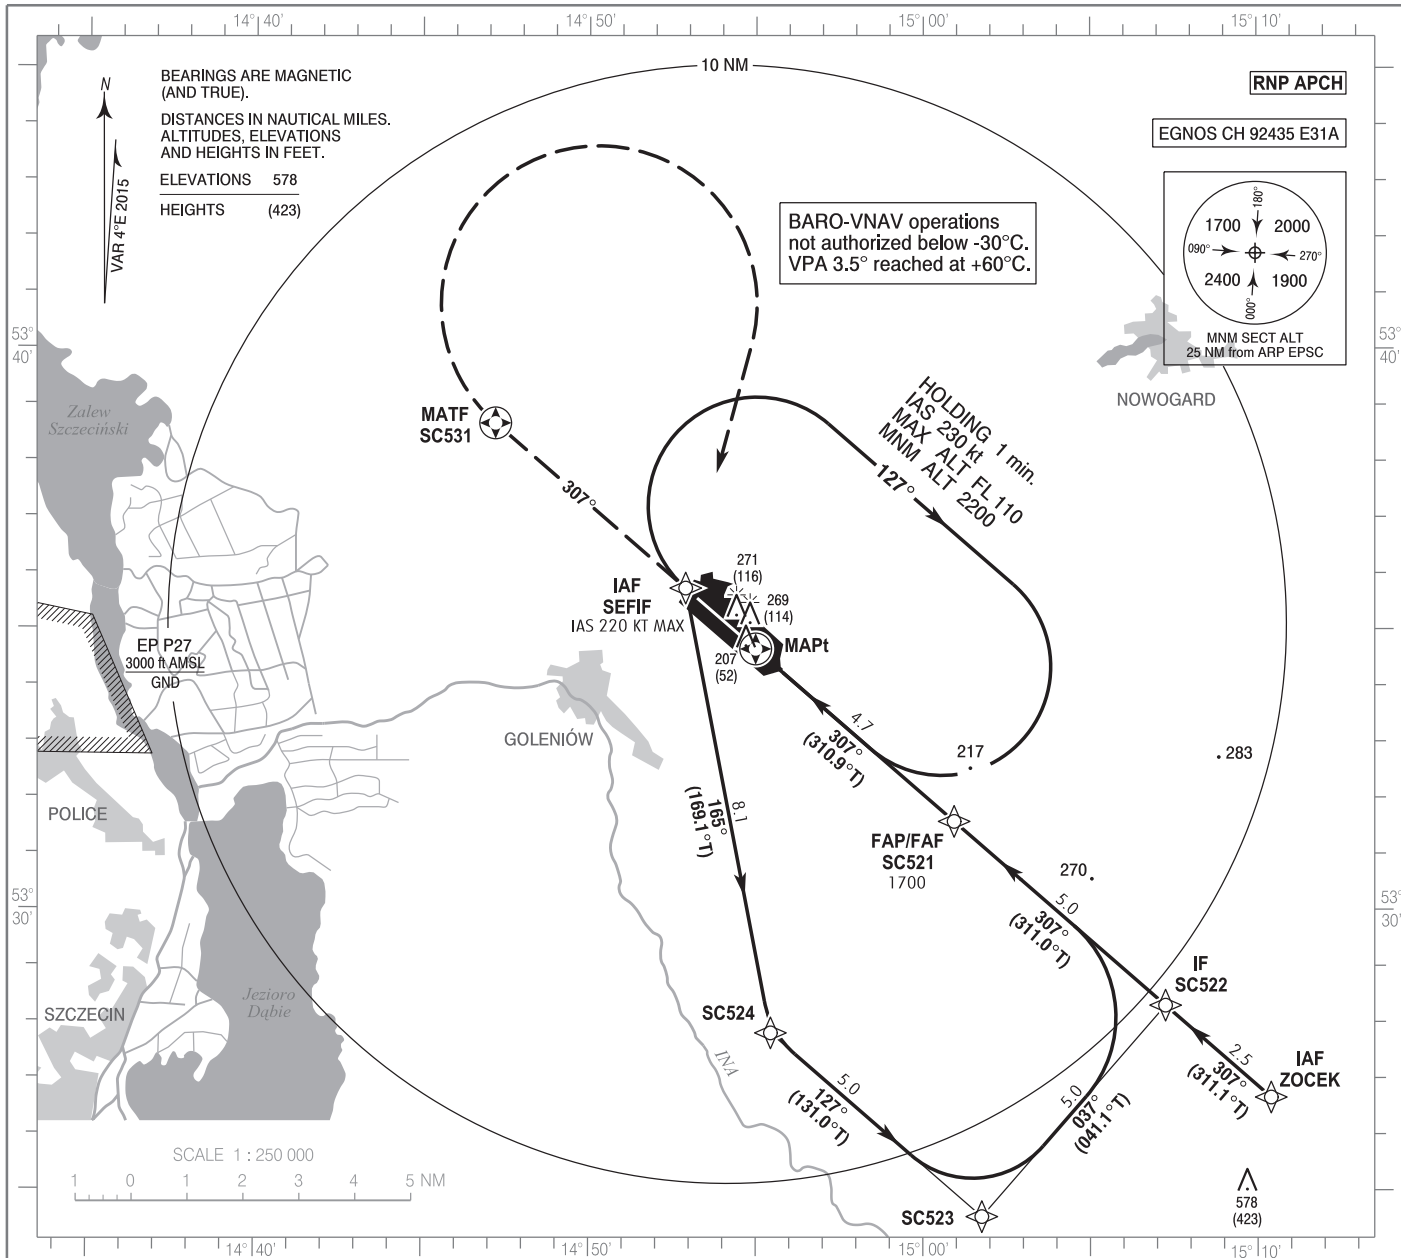 14°40'
14°50'
15°00'
15°10'
10 NM
N
VAR 4°E 2015
BEARINGS ARE MAGNETIC
(AND TRUE).
DISTANCES IN NAUTICAL MILES.
ALTITUDES, ELEVATIONS
AND HEIGHTS IN FEET.
ELEVATIONS 578
HEIGHTS (423)
RNP APCH
EGNOS CH 92435 E31A
180°
1700 2000
090° 270°
2400 1900
000°
MNM SECT ALT
25 NM from ARP EPSC
BARO-VNAV operations
not authorized below -30°C.
VPA 3.5° reached at +60°C.
53°
40'
53°
40'
NOWOGARD
Zalew
Szczeciński
MATF
SC531
307°
HOLDING 1 min.
IAS 230 kt
MAX ALT FL 110
MNM ALT 2200
127°
271
(116)
269
(114)
IAF
SEFIF
IAS 220 KT MAX
MAPt
207
(52)
EP P27
3000 ft AMSL
GND
GOLENIÓW
4.7
307°
(310.9°T)
217
283
POLICE
8.1
165°
(169.1°T)
FAP/FAF
SC521
1700
270
53°
30'
53°
30'
5.0
307°
(311.0°T)
IF
SC522
Jezioro
Dąbie
SZCZECIN
SC524
INA
2.5
307°
(311.1°T)
IAF
ZOCEK
5.0
127°
(131.0°T)
5.0
037°
(041.1°T)
SCALE 1 : 250 000
1 0 1 2 3 4 5 NM
578
(423)
SC523
14°40'
14°50'
15°00'
15°10'